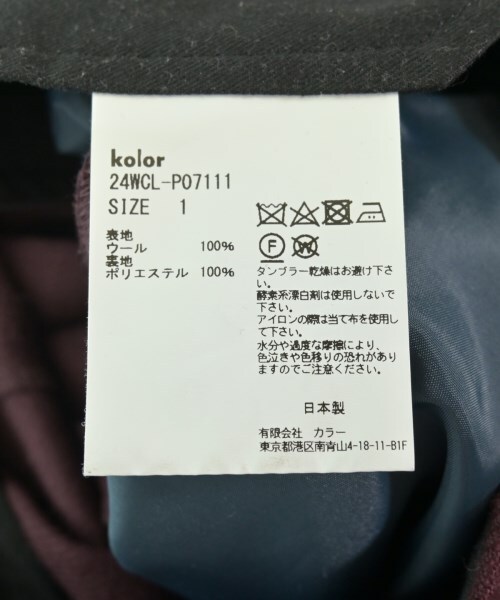 kolor
24WCL-P07111
SIZE 1
表地
ウール 100%
裏地
ポリエステル 100%
F W
タンブラー乾燥はお避け下さい。
酵素系漂白剤は使用しないで下さい。
アイロンの際は当て布を使用して下さい。
水分や過度な摩擦により、
色泣きや色移りの恐れがありますのでご注意ください。
日本製
有限会社 カラー
東京都港区南青山4-18-11-B1F